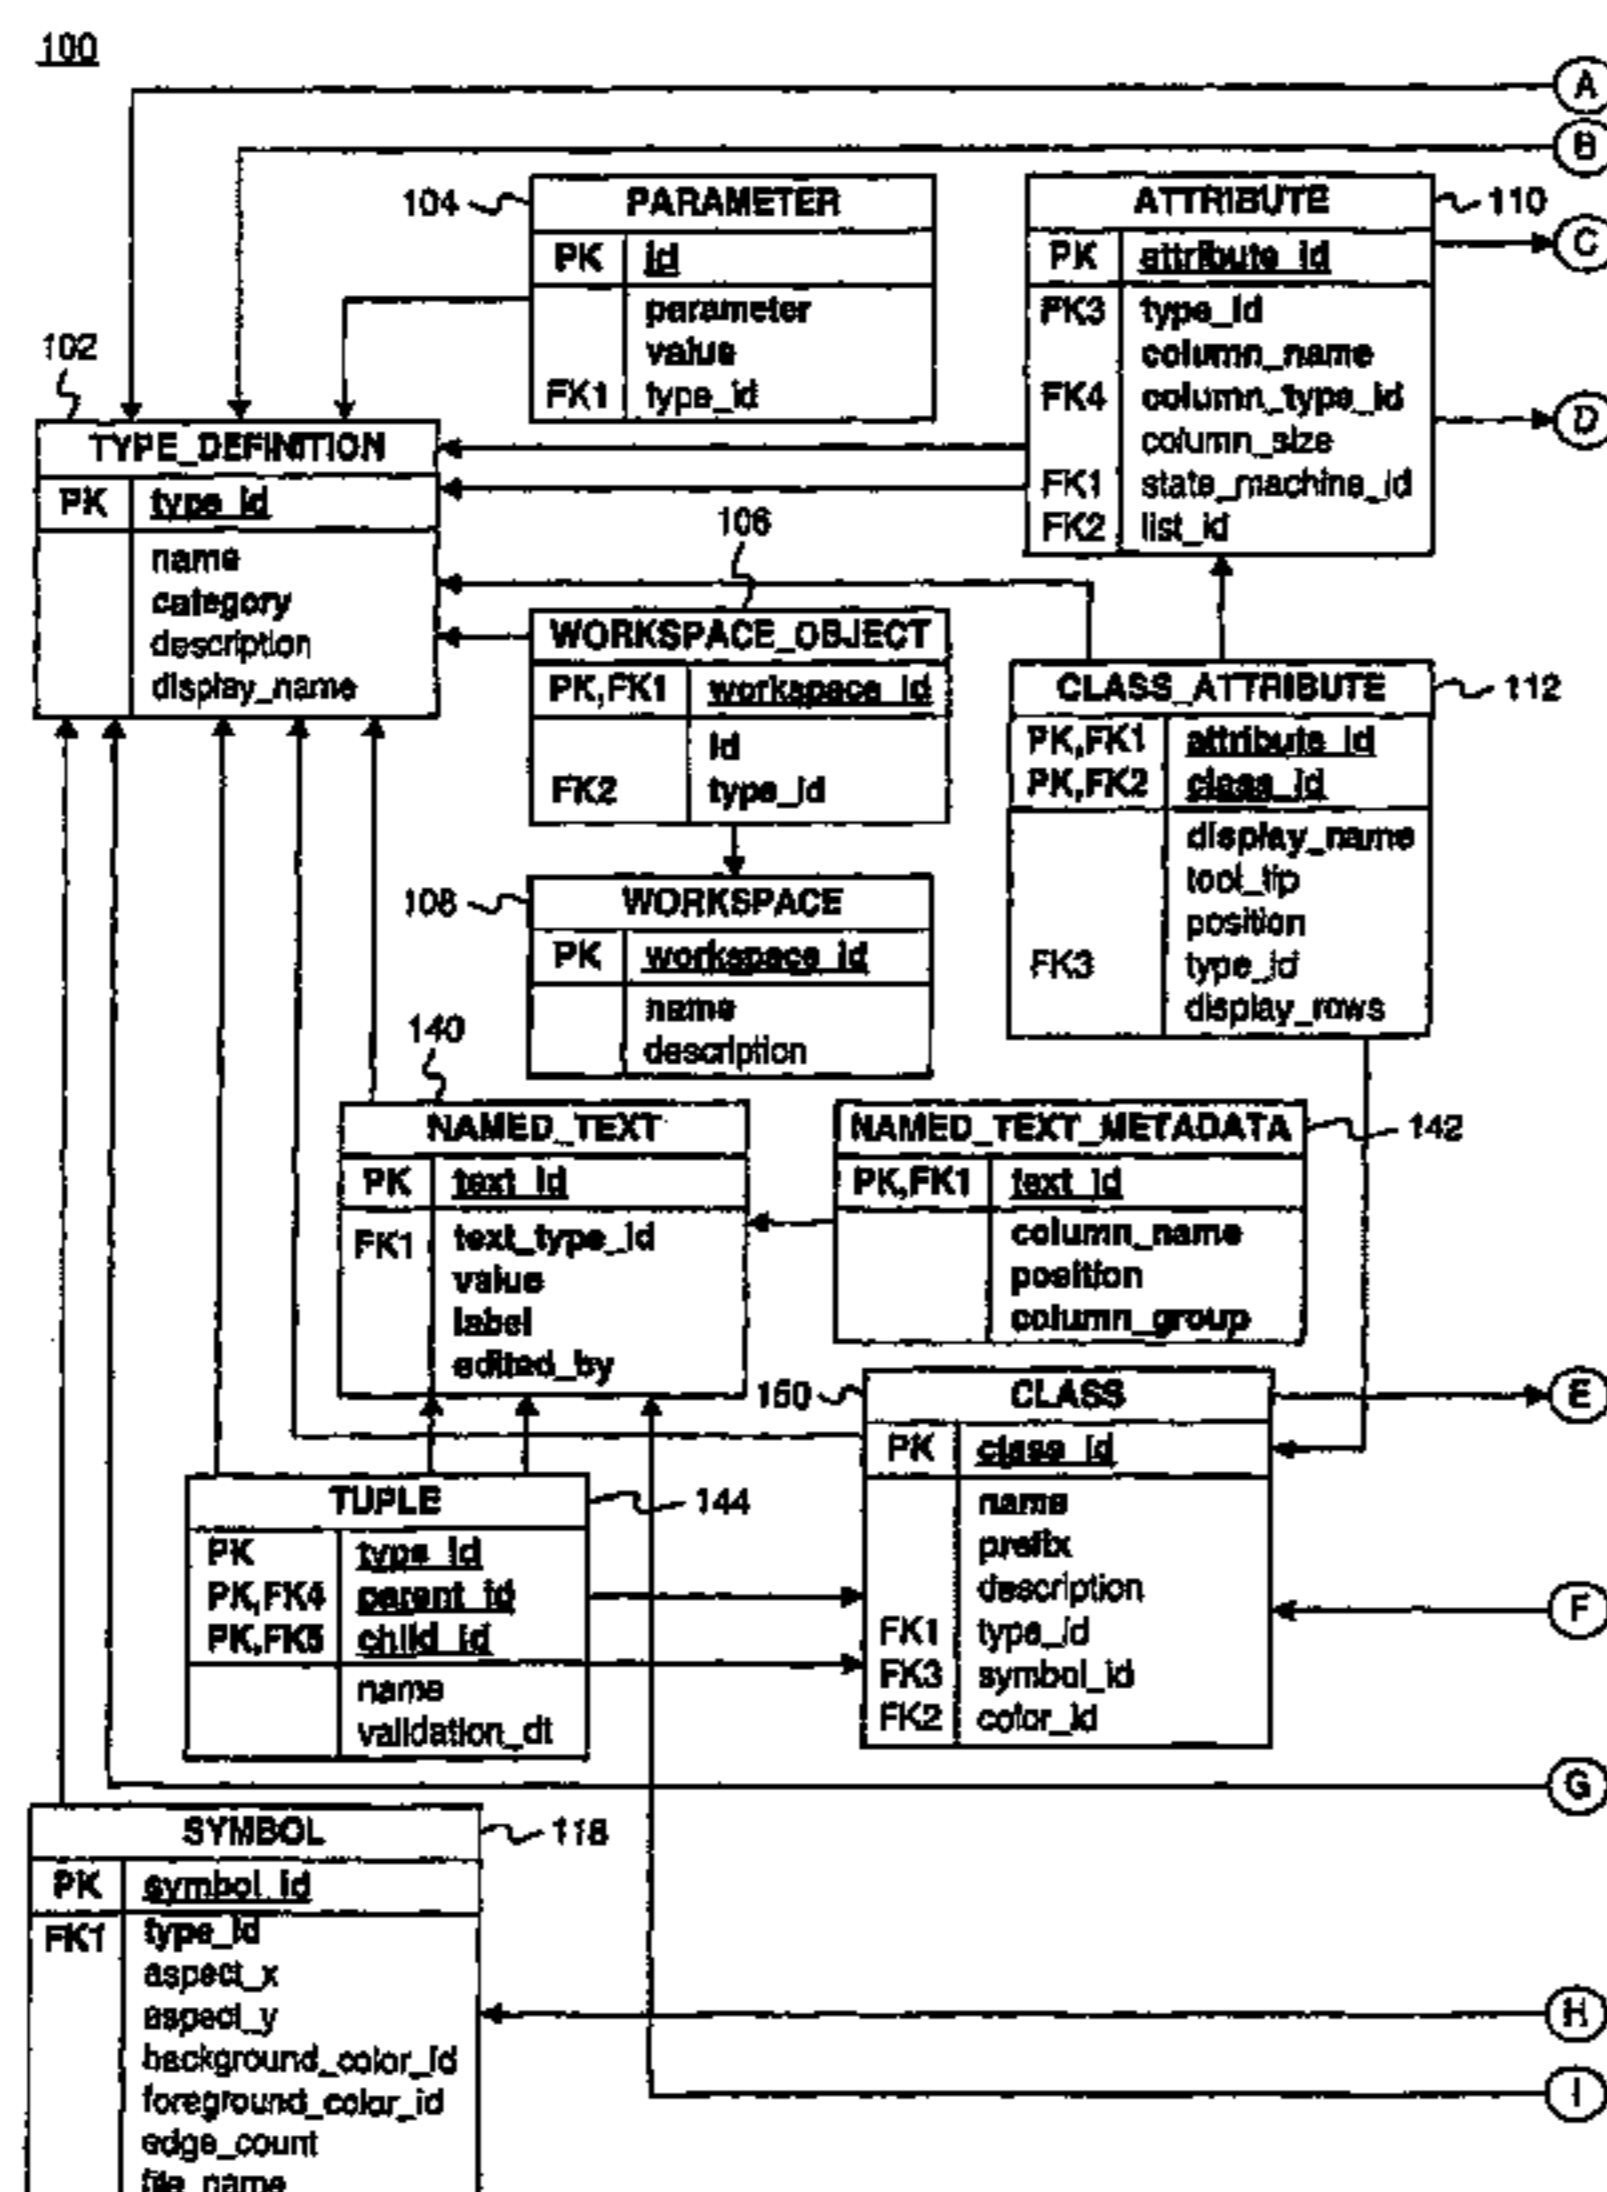 100
A
B
104
PARAMETER
PK id
parameter
value
FK1 type_id
ATTRIBUTE
110
PK attribute_id
FK3 type_id
column_name
FK4 column_type_id
column_size
FK1 state_machine_id
FK2 list_id
C
D
102
TYPE_DEFINITION
PK type_id
name
category
description
display_name
106
WORKSPACE_OBJECT
PK,FK1 workspace_id
id
FK2 type_id
CLASS_ATTRIBUTE
112
PK,FK1 attribute_id
PK,FK2 class_id
display_name
tool_tip
position
FK3 type_id
display_rows
108
WORKSPACE
PK workspace_id
name
description
140
NAMED_TEXT
PK text_id
FK1 text_type_id
value
label
edited_by
NAMED_TEXT_METADATA
142
PK,FK1 text_id
column_name
position
column_group
150
CLASS
PK class_id
name
prefix
description
FK1 type_id
FK3 symbol_id
FK2 color_id
E
F
TUPLE
144
PK type_id
PK,FK4 parent_id
PK,FK5 child_id
name
validation_dt
G
SYMBOL
118
PK symbol_id
FK1 type_id
aspect_x
aspect_y
background_color_id
foreground_color_id
edge_count
file_name
H
I